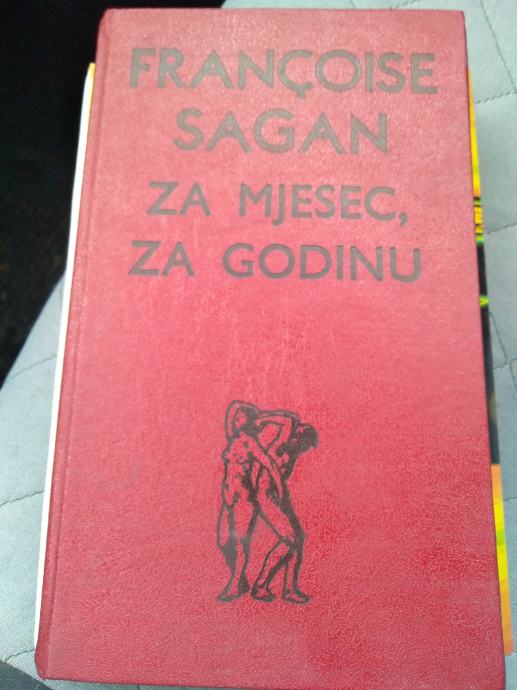 FRANÇOISE
SAGAN
ZA MJESEC,
ZA GODINU